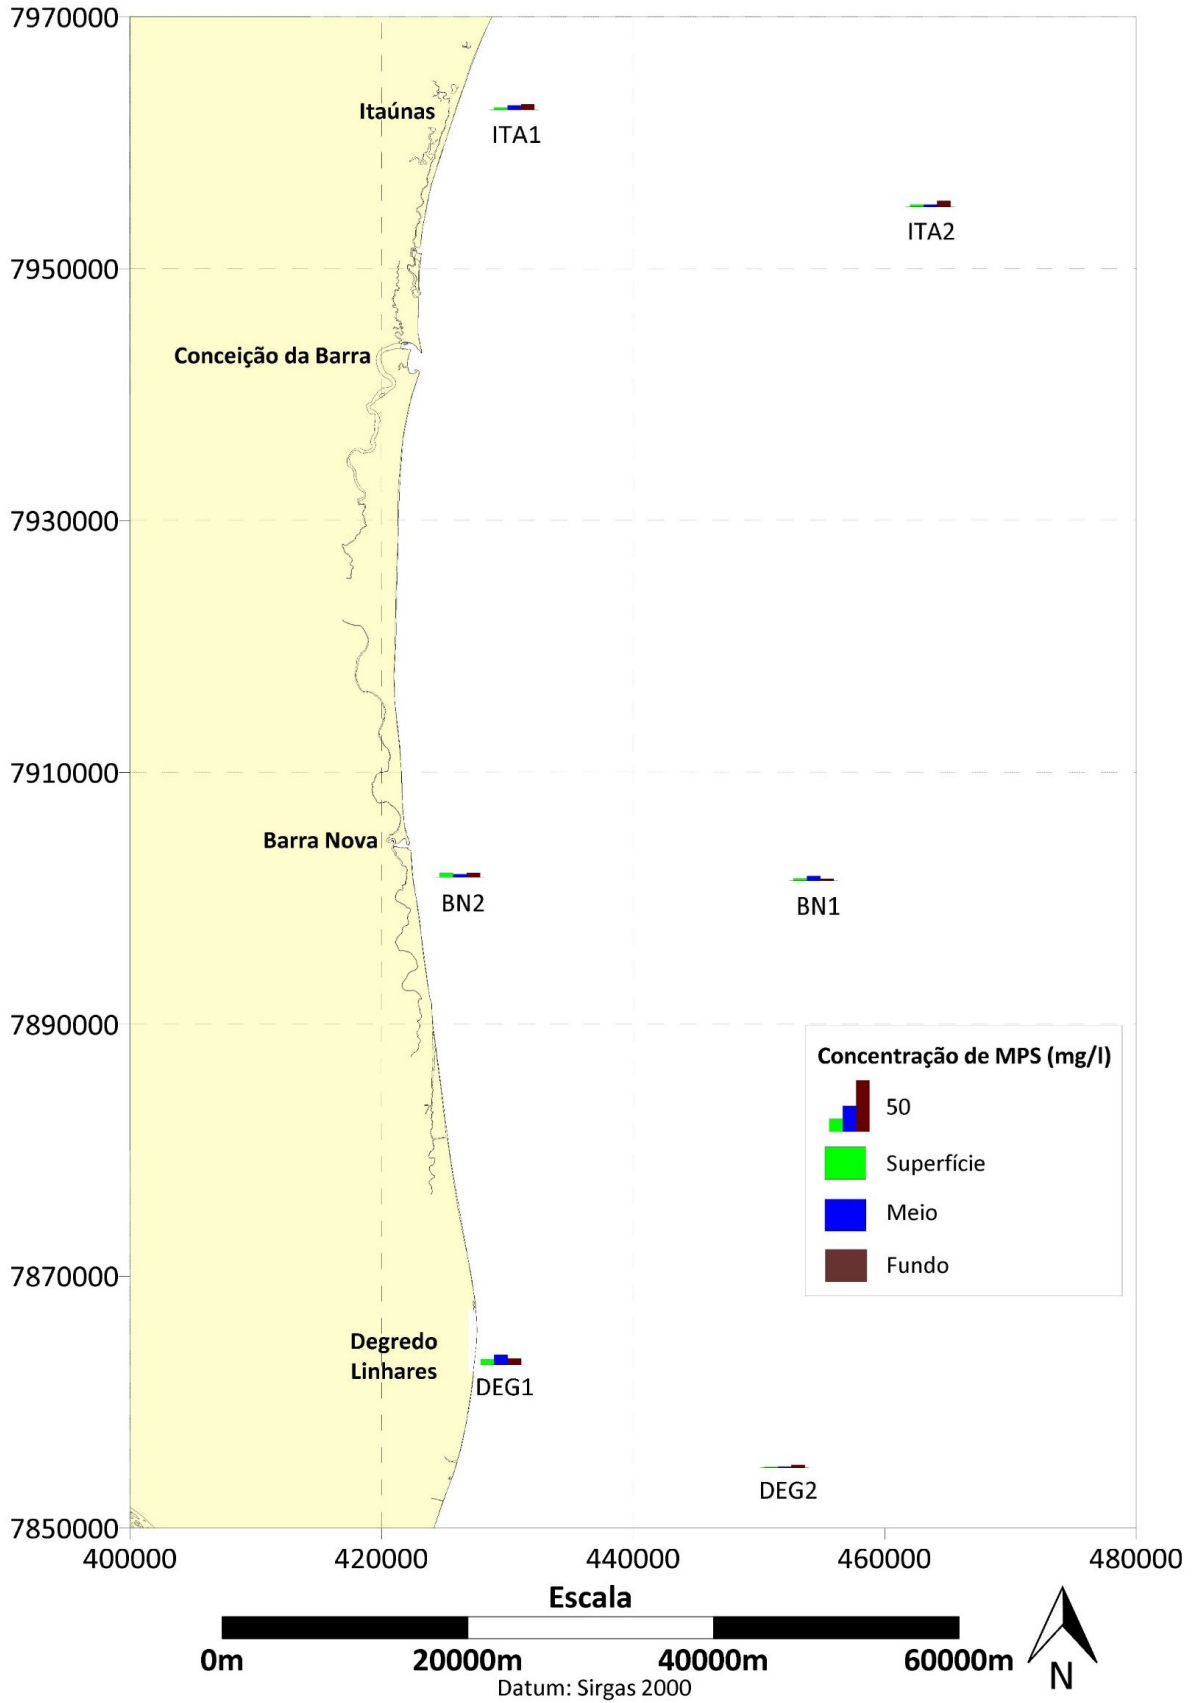 7970000
Itaúnas
ITA1
ITA2
7950000
Conceição da Barra
7930000
7910000
Barra Nova
BN2
BN1
7890000
Concentração de MPS (mg/l)
50
Superfície
Meio
Fundo
7870000
Degredo
Linhares
DEG1
DEG2
7850000
400000 420000 440000 460000 480000
Escala
0m 20000m 40000m 60000m
Datum: Sirgas 2000
N